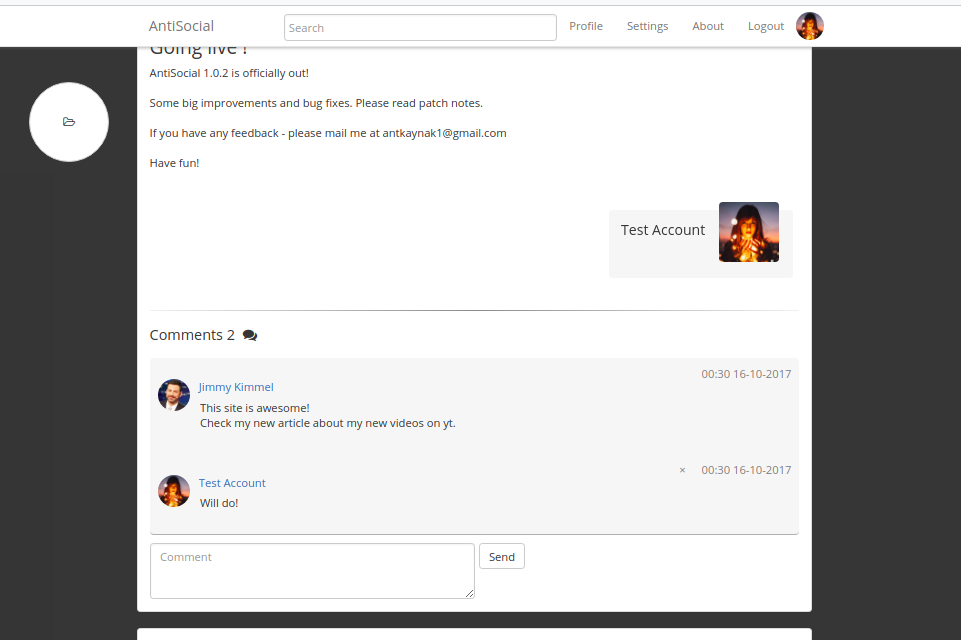 AntiSocial
Search
Profile
Settings
About
Logout
Going live !
AntiSocial 1.0.2 is officially out!
Some big improvements and bug fixes. Please read patch notes.
If you have any feedback - please mail me at antkaynak1@gmail.com
Have fun!
Test Account
Comments 2
00:30 16-10-2017
Jimmy Kimmel
This site is awesome!
Check my new article about my new videos on yt.
× 00:30 16-10-2017
Test Account
Will do!
Comment
Send